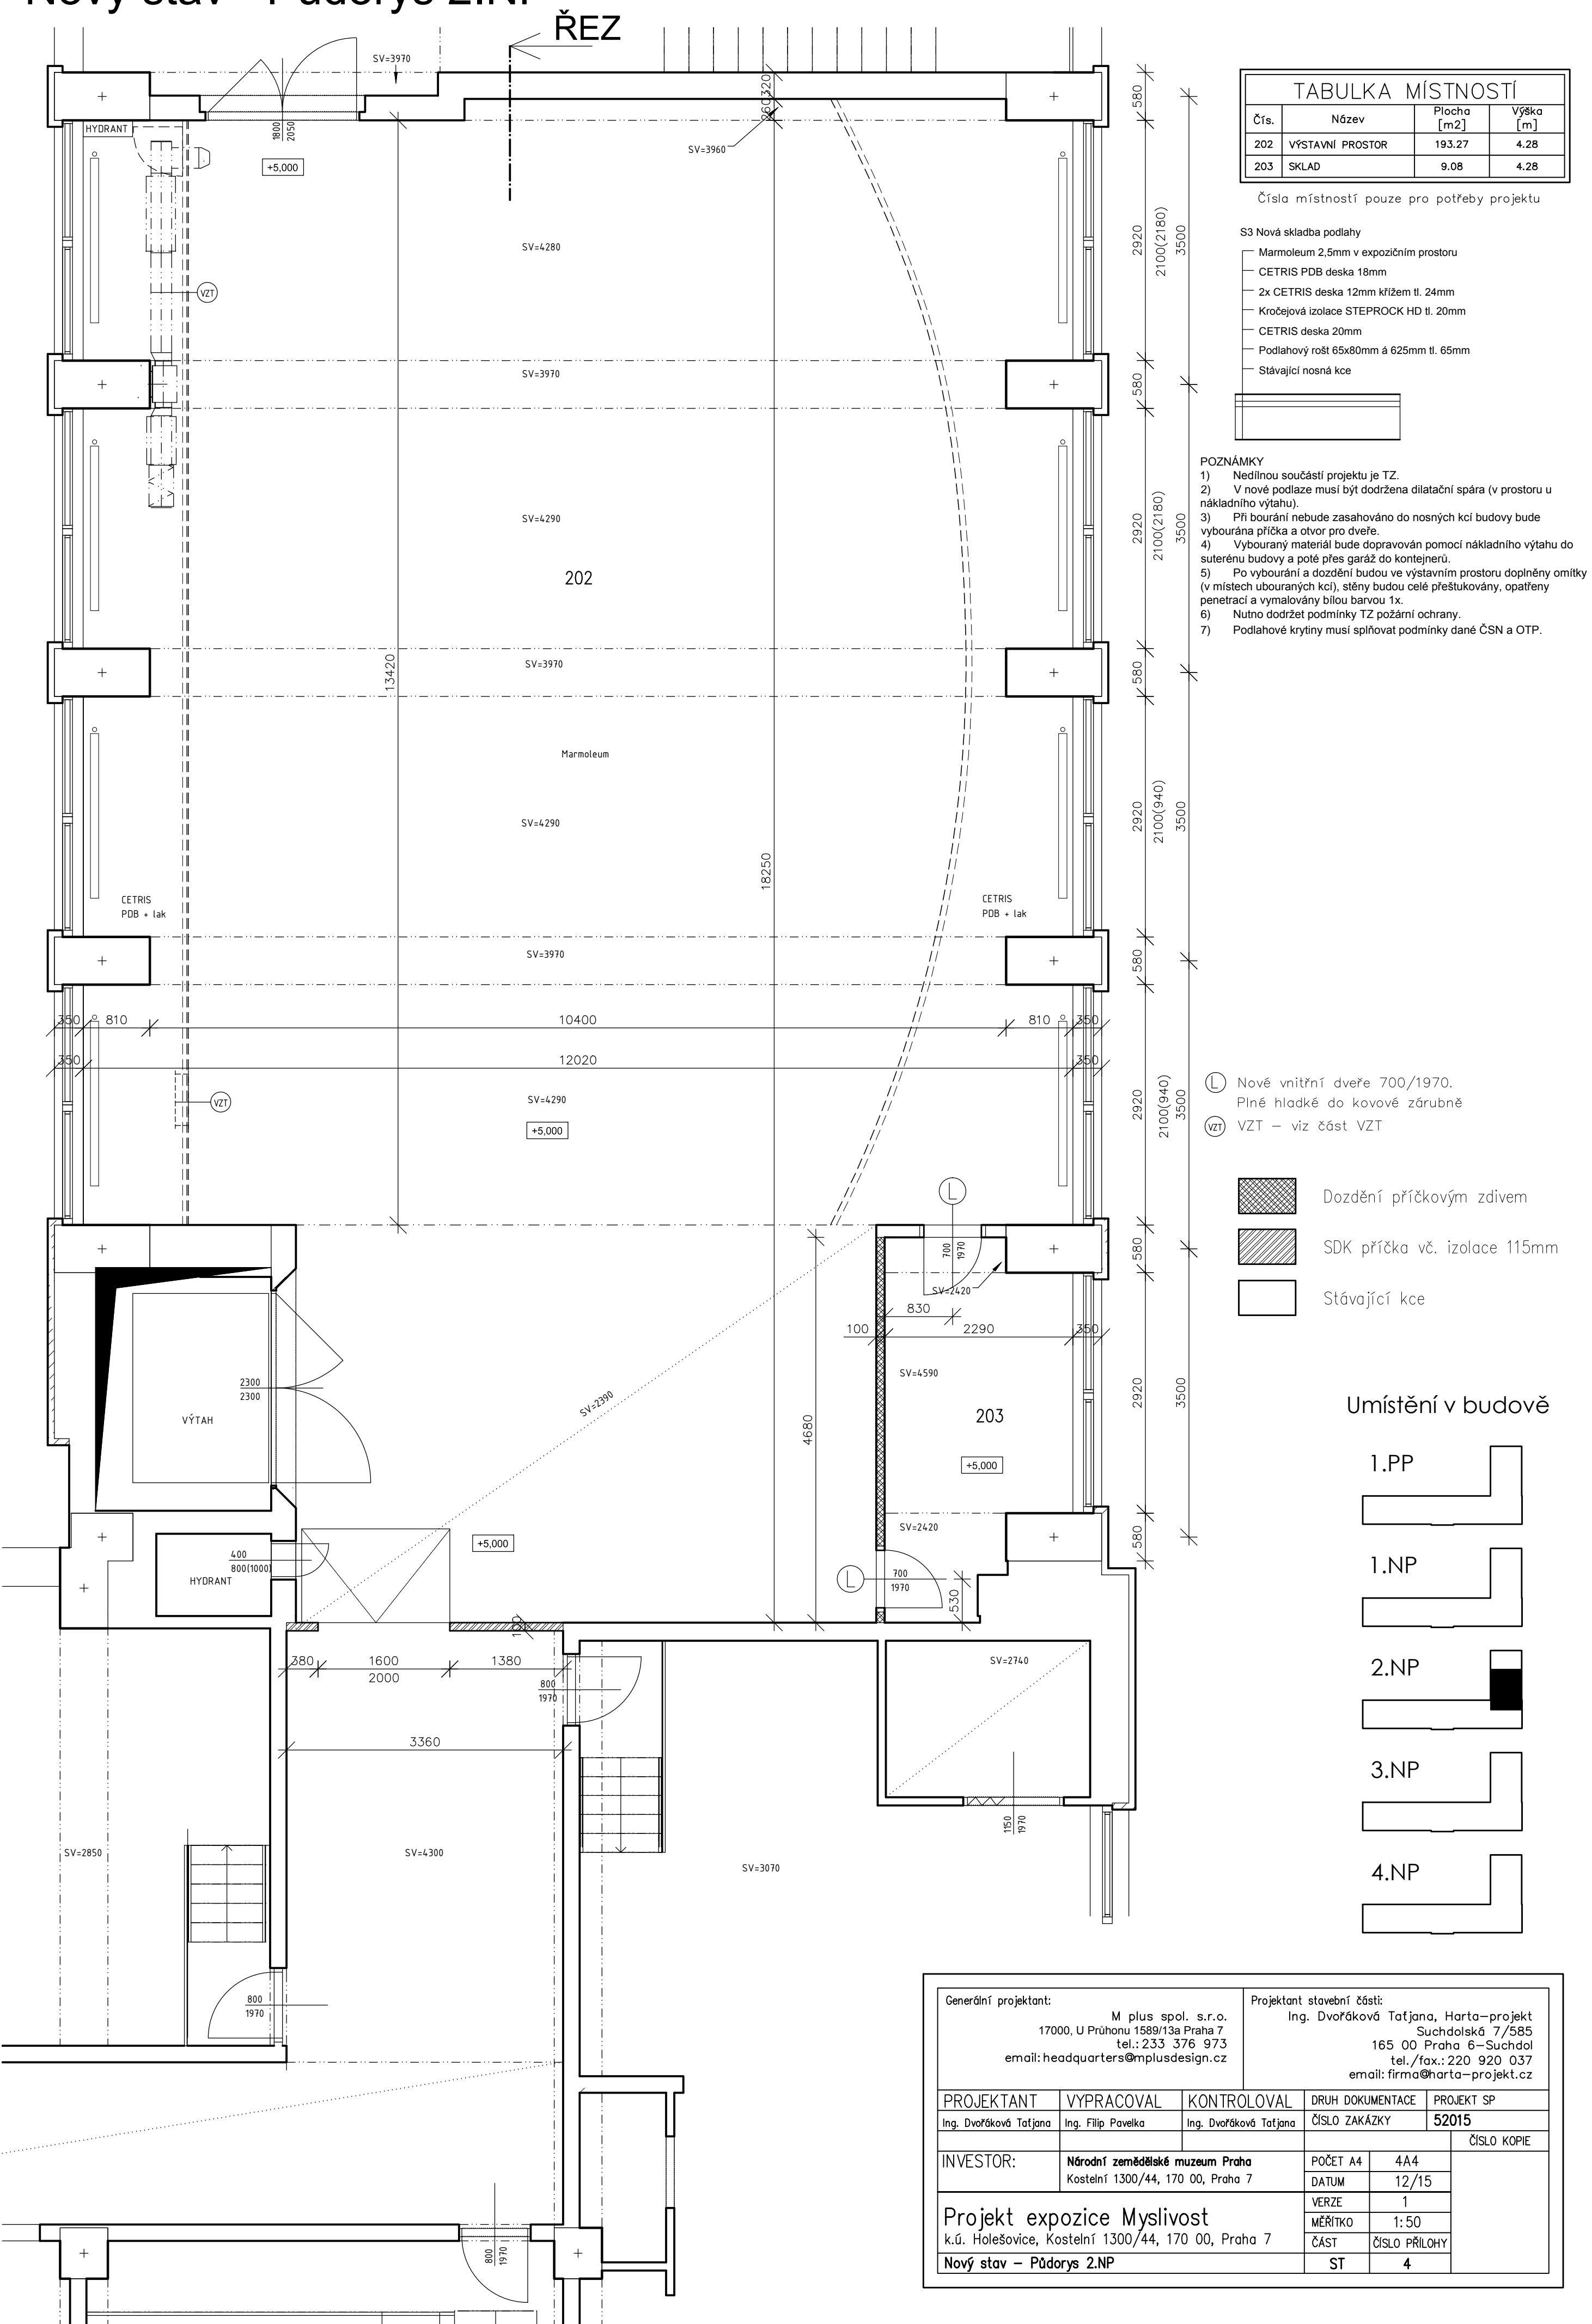 ŘEZ
SV=3970
320
260
HYDRANT
1800
2050
SV=3960
+5,000
580
SV=4280
2920
2100(2180)
3500
VZT
SV=3970
580
SV=4290
2920
2100(2180)
3500
202
13420
SV=3970
580
Marmoleum
SV=4290
2920
2100(940)
3500
18250
CETRIS
PDB + lak
CETRIS
PDB + lak
SV=3970
580
350
810
10400
810
350
350
12020
350
VZT
SV=4290
+5,000
2920
2100(940)
3500
L
700
1970
580
SV=2420
830
100
2290
350
SV=4590
2300
2300
VÝTAH
SV=2390
4680
203
2920
3500
+5,000
+5,000
SV=2420
580
400
800(1000)
HYDRANT
L
700
1970
530
100
380
1600
2000
1380
800
1970
SV=2740
3360
1150
1970
SV=2850
SV=4300
SV=3070
800
1970
800
1970
TABULKA MÍSTNOSTÍ
Čís. Název Plocha [m2] Výška [m]
202 VÝSTAVNÍ PROSTOR 193.27 4.28
203 SKLAD 9.08 4.28
Čísla místností pouze pro potřeby projektu
S3 Nová skladba podlahy
Marmoleum 2,5mm v expozičním prostoru
CETRIS PDB deska 18mm
2x CETRIS deska 12mm křížem tl. 24mm
Kročejová izolace STEPROCK HD tl. 20mm
CETRIS deska 20mm
Podlahový rošt 65x80mm á 625mm tl. 65mm
Stávající nosná kce
POZNÁMKY
1) Nedílnou součástí projektu je TZ.
2) V nové podlaze musí být dodržena dilatační spára (v prostoru u
nákladního výtahu).
3) Při bourání nebude zasahováno do nosných kcí budovy bude
vybourána příčka a otvor pro dveře.
4) Vybouraný materiál bude dopravován pomocí nákladního výtahu do
suterénu budovy a poté přes garáž do kontejnerů.
5) Po vybourání a dozdění budou ve výstavním prostoru doplněny omítky
(v místech ubouraných kcí), stěny budou celé přeštukovány, opatřeny
penetrací a vymalovány bílou barvou 1x.
6) Nutno dodržet podmínky TZ požární ochrany.
7) Podlahové krytiny musí splňovat podmínky dané ČSN a OTP.
L Nové vnitřní dveře 700/1970.
Plné hladké do kovové zárubně
VZT VZT – viz část VZT
Dozdění příčkovým zdivem
SDK příčka vč. izolace 115mm
Stávající kce
Umístění v budově
1.PP
1.NP
2.NP
3.NP
4.NP
Generální projektant:
M plus spol. s.r.o.
17000, U Průhonu 1589/13a Praha 7
tel.: 233 376 973
email: headquarters@mplusdesign.cz
Projektant stavební části:
Ing. Dvořáková Taťjana, Harta–projekt
Suchdolská 7/585
165 00 Praha 6–Suchdol
tel./fax.: 220 920 037
email: firma@harta–projekt.cz
PROJEKTANT VYPRACOVAL KONTROLOVAL DRUH DOKUMENTACE PROJEKT SP
Ing. Dvořáková Taťjana Ing. Filip Pavelka Ing. Dvořáková Taťjana ČÍSLO ZAKÁZKY 52015
ČÍSLO KOPIE
INVESTOR: Národní zemědělské muzeum Praha
Kostelní 1300/44, 170 00, Praha 7
POČET A4 4A4
DATUM 12/15
VERZE 1
MĚŘÍTKO 1:50
ČÁST ČÍSLO PŘÍLOHY
ST 4
Projekt expozice Myslivost
k.ú. Holešovice, Kostelní 1300/44, 170 00, Praha 7
Nový stav – Půdorys 2.NP